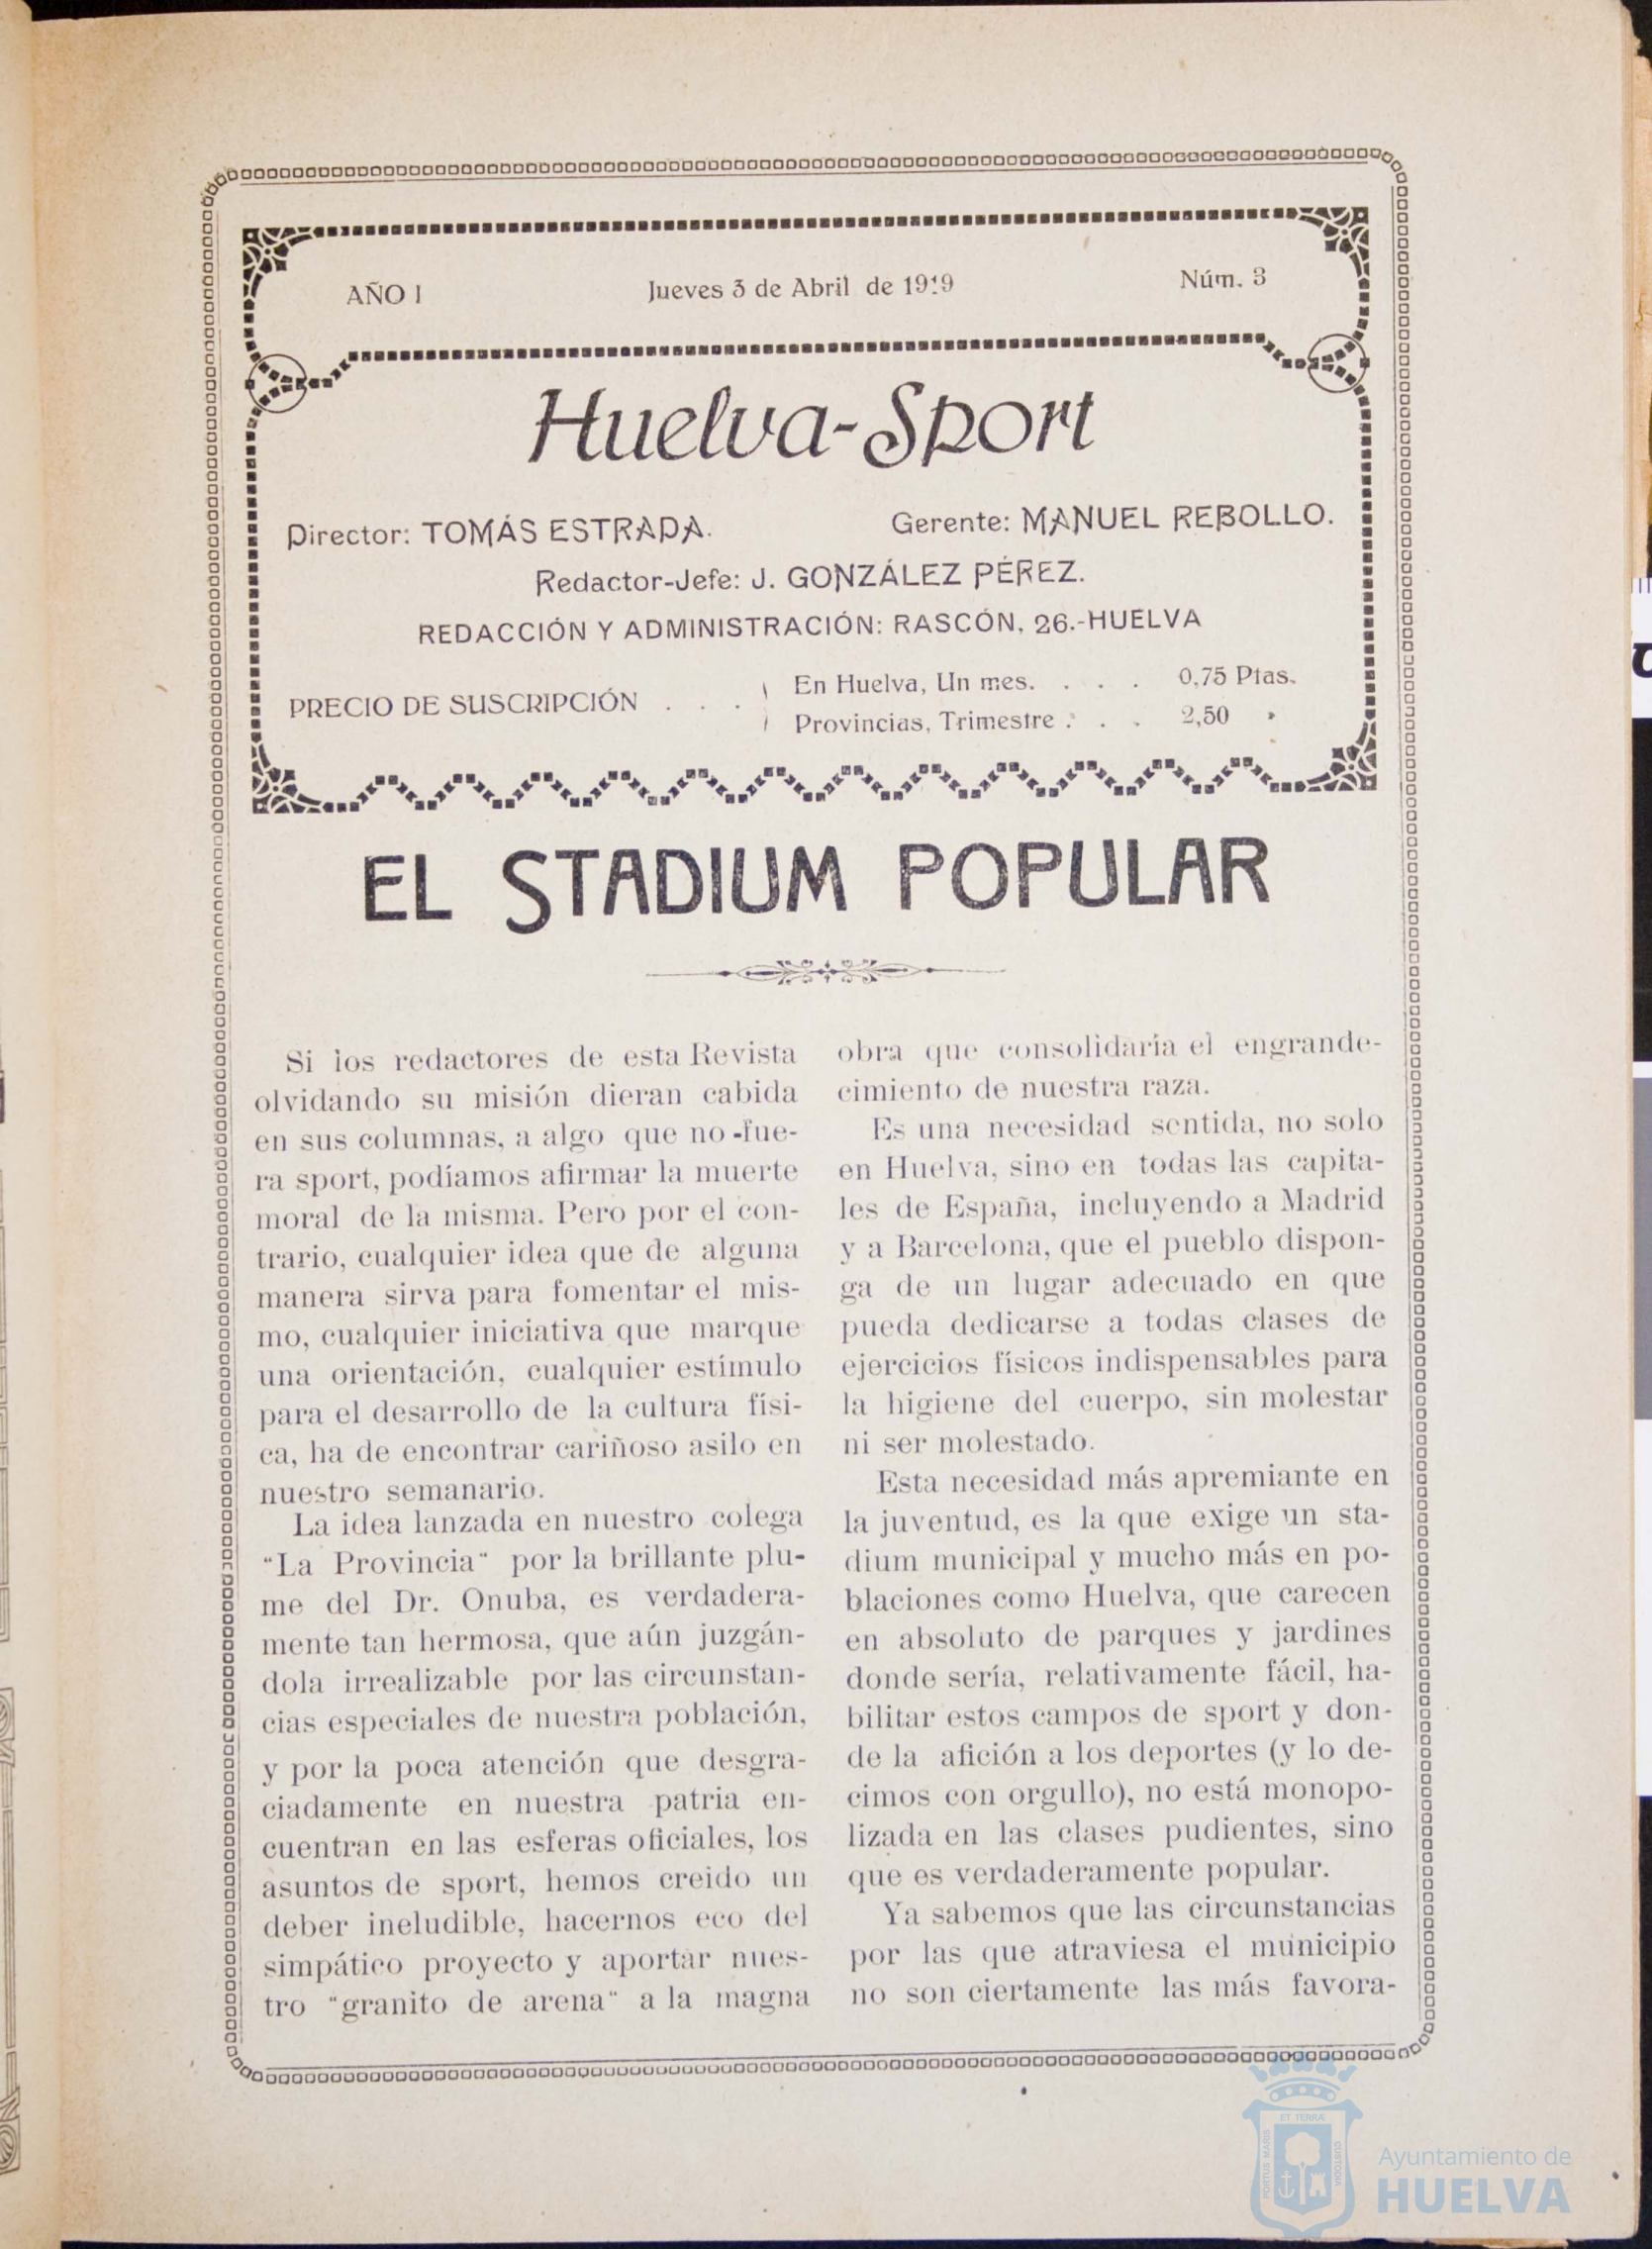 AÑO I
Jueves 3 de Abril de 1919
Núm. 3
Huelva-Sport
Director: TOMÁS ESTRADA.
Gerente: MANUEL REBOLLO.
Redactor-Jefe: J. GONZÁLEZ PÉREZ.
REDACCIÓN Y ADMINISTRACIÓN: RASCÓN, 26.-HUELVA
PRECIO DE SUSCRIPCIÓN . . .
En Huelva, Un mes. . . . 0,75 Ptas.
Provincias, Trimestre . . . 2,50 »
EL STADIUM POPULAR
Si los redactores de esta Revista
olvidando su misión dieran cabida
en sus columnas, a algo que no fue-
ra sport, podíamos afirmar la muerte
moral de la misma. Pero por el con-
trario, cualquier idea que de alguna
manera sirva para fomentar el mis-
mo, cualquier iniciativa que marque
una orientación, cualquier estímulo
para el desarrollo de la cultura físi-
ca, ha de encontrar cariñoso asilo en
nuestro semanario.
La idea lanzada en nuestro colega
"La Provincia" por la brillante plu-
me del Dr. Onuba, es verdadera-
mente tan hermosa, que aún juzgán-
dola irrealizable por las circunstan-
cias especiales de nuestra población,
y por la poca atención que desgra-
ciadamente en nuestra patria en-
cuentran en las esferas oficiales, los
asuntos de sport, hemos creido un
deber ineludible, hacernos eco del
simpático proyecto y aportar nues-
tro "granito de arena" a la magna
obra que consolidaría el engrande-
cimiento de nuestra raza.
Es una necesidad sentida, no solo
en Huelva, sino en todas las capita-
les de España, incluyendo a Madrid
y a Barcelona, que el pueblo dispon-
ga de un lugar adecuado en que
pueda dedicarse a todas clases de
ejercicios físicos indispensables para
la higiene del cuerpo, sin molestar
ni ser molestado.
Esta necesidad más apremiante en
la juventud, es la que exige un sta-
dium municipal y mucho más en po-
blaciones como Huelva, que carecen
en absoluto de parques y jardines
donde sería, relativamente fácil, ha-
bilitar estos campos de sport y don-
de la afición a los deportes (y lo de-
cimos con orgullo), no está monopo-
lizada en las clases pudientes, sino
que es verdaderamente popular.
Ya sabemos que las circunstancias
por las que atraviesa el municipio
no son ciertamente las más favora-
ET TERRA
PORTUS MARIS
CUSTODIA
Ayuntamiento de
HUELVA